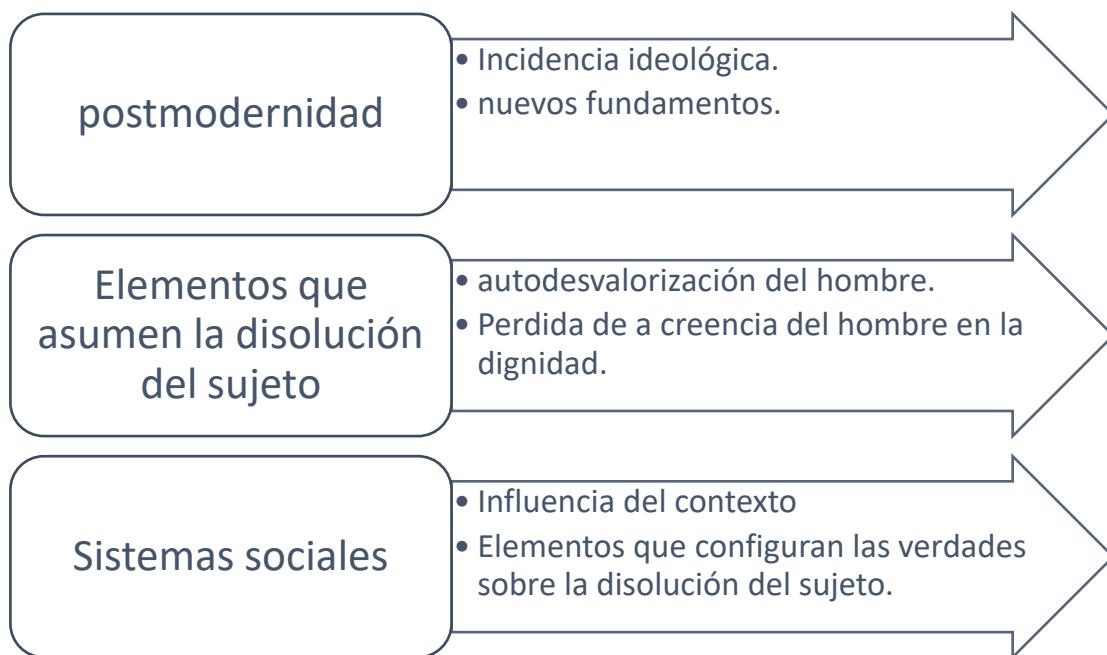 postmodernidad
• Incidencia ideológica.
• nuevos fundamentos.
Elementos que
asumen la disolución
del sujeto
• autodesvalorización del hombre.
• Perdida de a creencia del hombre en la
dignidad.
Sistemas sociales
• Influencia del contexto
• Elementos que configuran las verdades
sobre la disolución del sujeto.